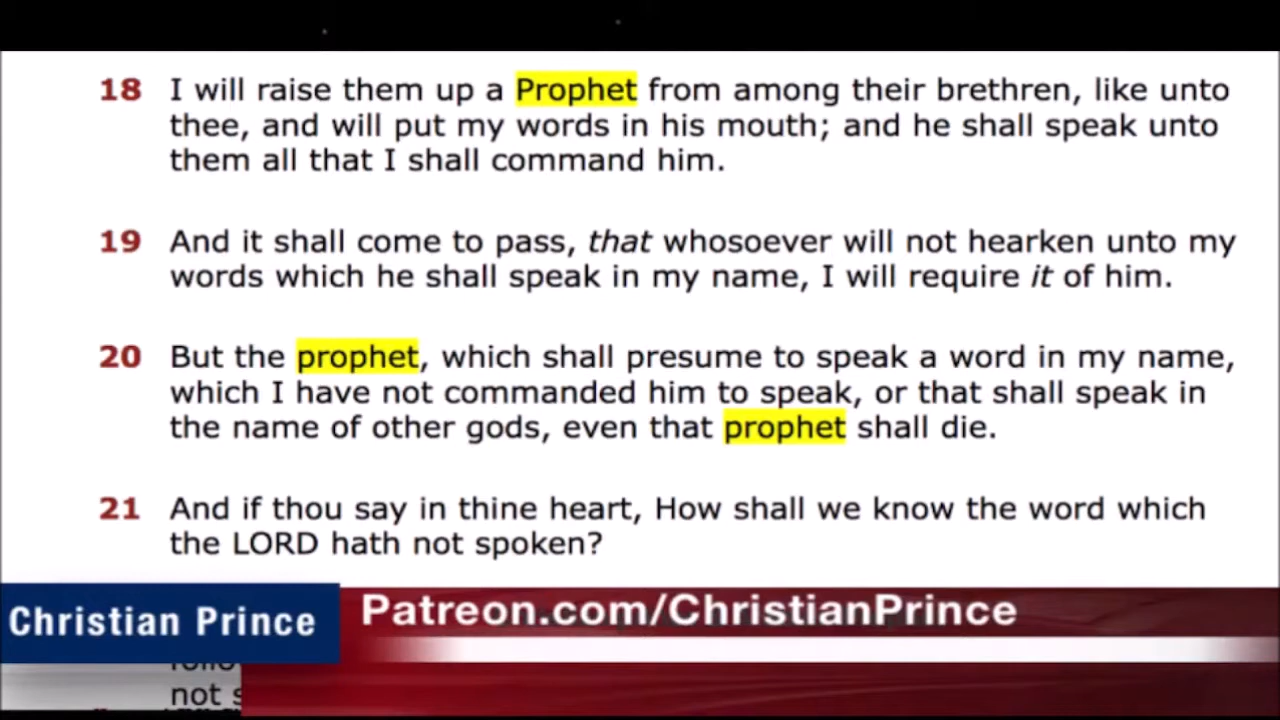 18 I will raise them up a Prophet from among their brethren, like unto
thee, and will put my words in his mouth; and he shall speak unto
them all that I shall command him.
19 And it shall come to pass, that whosoever will not hearken unto my
words which he shall speak in my name, I will require it of him.
20 But the prophet, which shall presume to speak a word in my name,
which I have not commanded him to speak, or that shall speak in
the name of other gods, even that prophet shall die.
21 And if thou say in thine heart, How shall we know the word which
the LORD hath not spoken?
Christian Prince
Patreon.com/ChristianPrince
not